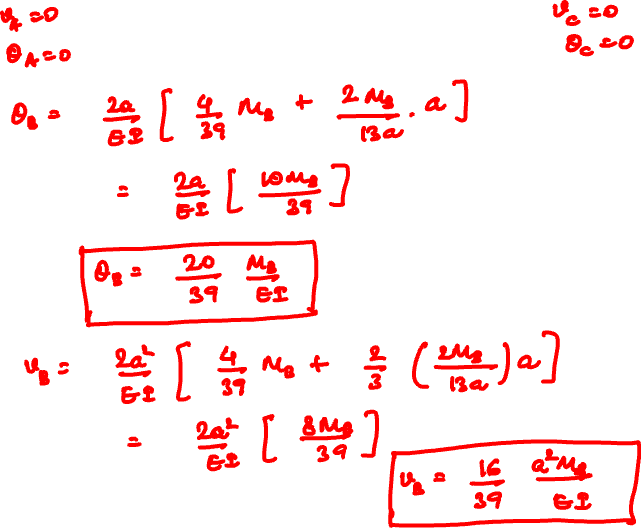 v_A = 0 v_C = 0
θ_A = 0 θ_C = 0
θ_B = 2a/EI [ 4/39 M_B + 2M_B/13a . a ]
= 2a/EI [ 10M_B/39 ]
θ_B = 20/39 M_B/EI
v_B = 2a²/EI [ 4/39 M_B + 2/3 ( 2M_B/13a ) a ]
= 2a²/EI [ 8M_B/39 ]
v_B = 16/39 a²M_B/EI